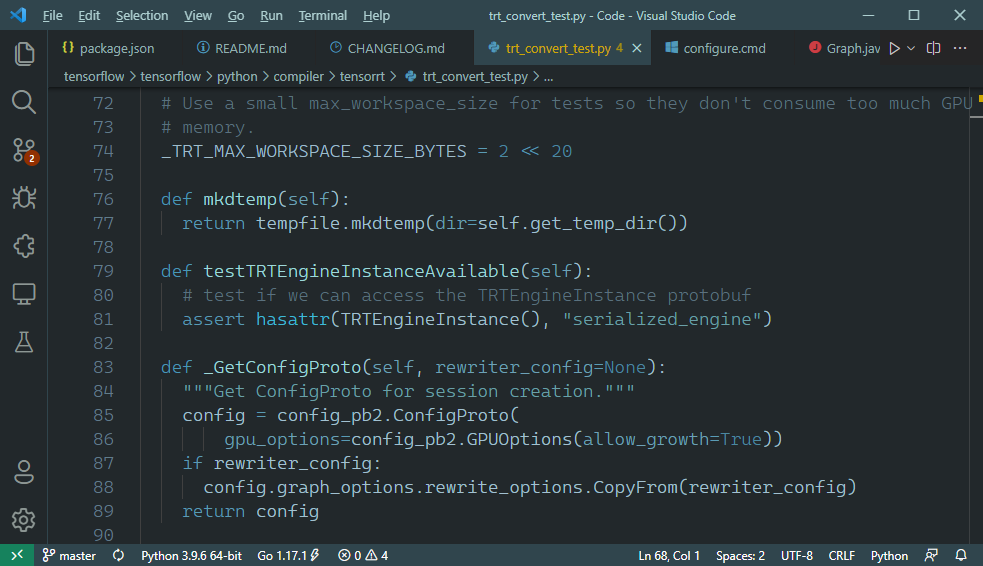 File Edit Selection View Go Run Terminal Help trt_convert_test.py - Code - Visual Studio Code
{} package.json README.md CHANGELOG.md trt_convert_test.py 4 configure.cmd Graph.jav
tensorflow > tensorflow > python > compiler > tensorrt > trt_convert_test.py > ...
72 # Use a small max_workspace_size for tests so they don't consume too much GPU
73 # memory.
74 _TRT_MAX_WORKSPACE_SIZE_BYTES = 2 << 20
75
76 def mkdtemp(self):
77 return tempfile.mkdtemp(dir=self.get_temp_dir())
78
79 def testTRTEngineInstanceAvailable(self):
80 # test if we can access the TRTEngineInstance protobuf
81 assert hasattr(TRTEngineInstance(), "serialized_engine")
82
83 def _GetConfigProto(self, rewriter_config=None):
84 """Get ConfigProto for session creation."""
85 config = config_pb2.ConfigProto(
86 gpu_options=config_pb2.GPUOptions(allow_growth=True))
87 if rewriter_config:
88 config.graph_options.rewrite_options.CopyFrom(rewriter_config)
89 return config
90
2
master Python 3.9.6 64-bit Go 1.17.1 0 4 Ln 68, Col 1 Spaces: 2 UTF-8 CRLF Python